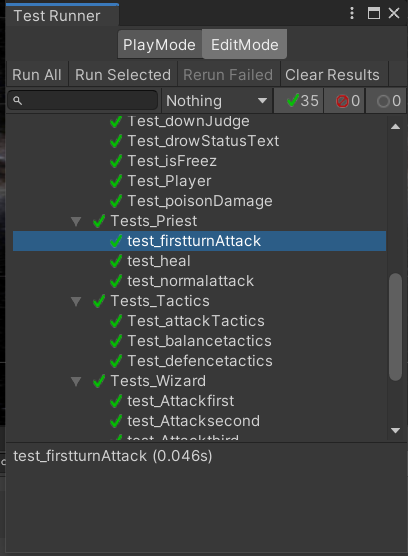 Test Runner
PlayMode EditMode
Run All Run Selected Rerun Failed Clear Results
Nothing 35 0 0
Test_downJudge
Test_drowStatusText
Test_isFreez
Test_Player
Test_poisonDamage
Tests_Priest
test_firstturnAttack
test_heal
test_normalattack
Tests_Tactics
Test_attackTactics
Test_balancetactics
Test_defencetactics
Tests_Wizard
test_Attackfirst
test_Attacksecond
test_Attackthird
test_firstturnAttack (0.046s)